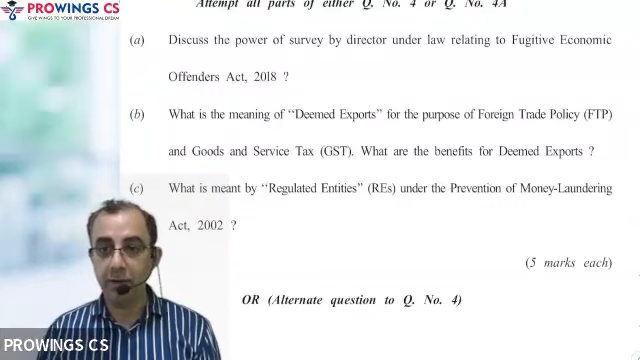 PROWINGS CS
GIVE WINGS TO YOUR PROFESSIONAL DREAM
Attempt all parts of either Q. No. 4 or Q. No. 4A
(a) Discuss the power of survey by director under law relating to Fugitive Economic
Offenders Act, 2018 ?
(b) What is the meaning of "Deemed Exports" for the purpose of Foreign Trade Policy (FTP)
and Goods and Service Tax (GST). What are the benefits for Deemed Exports ?
(c) What is meant by "Regulated Entities" (REs) under the Prevention of Money-Laundering
Act, 2002 ?
(5 marks each)
OR (Alternate question to Q. No. 4)
PROWINGS CS